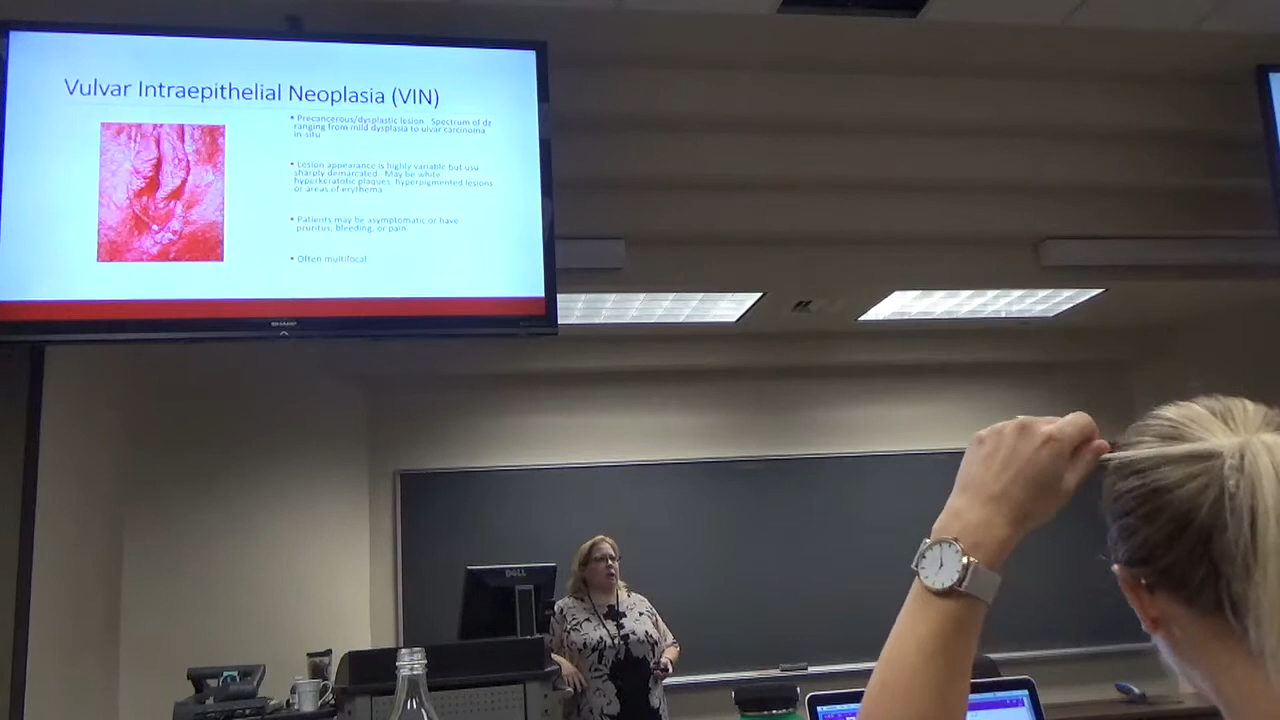 Vulvar Intraepithelial Neoplasia (VIN)
• Precancerous/dysplastic lesion. Spectrum of dz
ranging from mild dysplasia to ulvar carcinoma
in-situ
• Lesion appearance is highly variable but usu
sharply demarcated. May be white,
hyperkeratotic plaques, hyperpigmented lesions
or areas of erythema
• Patients may be asymptomatic or have
pruritus, bleeding, or pain.
• Often multifocal
SHARP
DELL